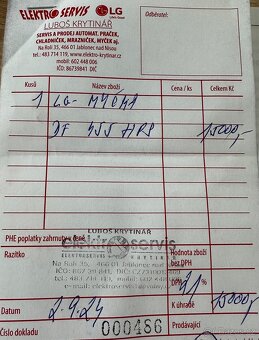 ELEKTRO SERVIS LG
LUBOŠ KRYTINÁŘ
Odběratel:
SERVIS A PRODEJ AUTOMAT. PRAČEK,
CHLADNIČEK, MRAZNIČEK, MYČEK aj.
Na Roli 35, 466 01 Jablonec nad Nisou
www.elektro-krytinar.cz
mobil: 602 448 006
tel.: 483 714 119,
IČO: 86739841 DIČ
Kusů Název zboží Cena / ks Celkem Kč
1 LG - MYČKA
DF 455 HRS 15000,-
PHE poplatky zahrnuty v ceně
LUBOŠ KRYTINÁŘ
Razítko elektroservis
Hodnota zboží
bez DPH
DPH % 21
Datum 2-9.24
K úhradě 15000,-
Číslo dokladu 000486
Prodávající